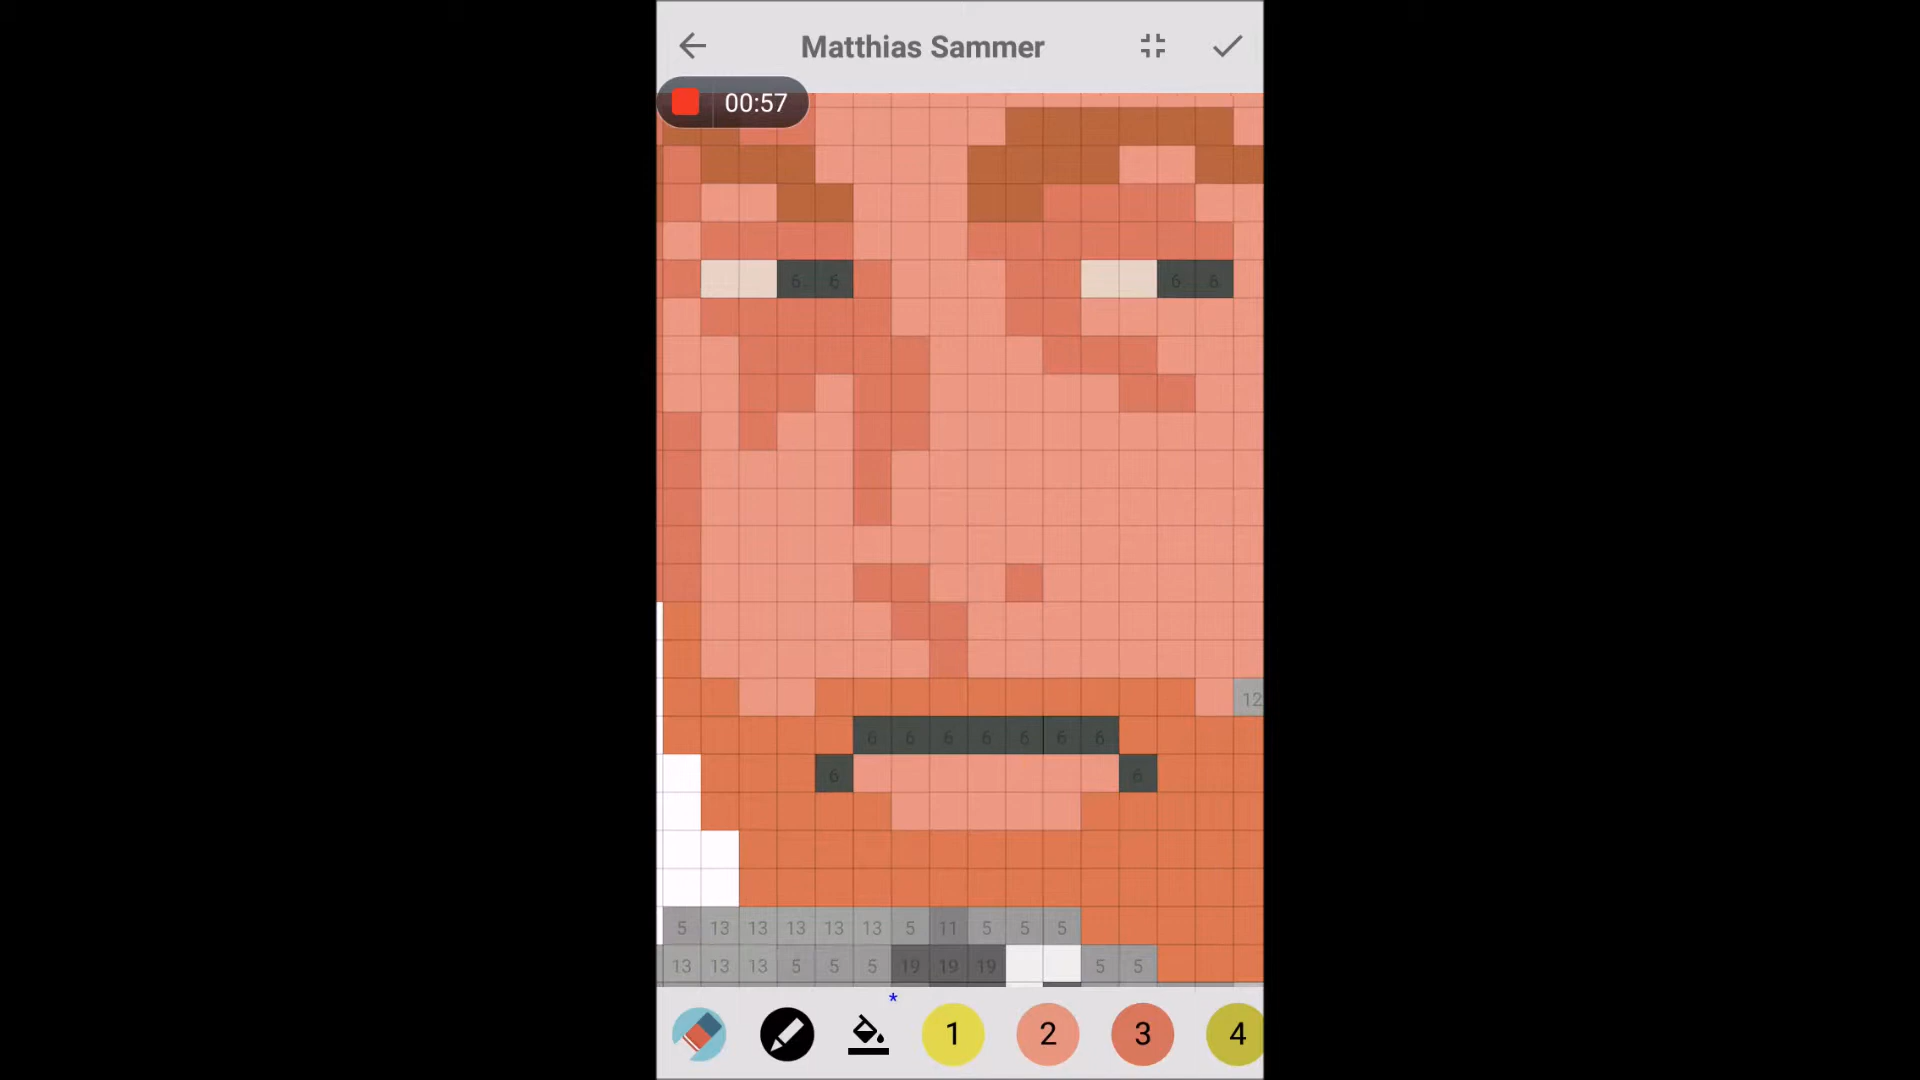 Matthias Sammer
00:57
6 6 6 6
12
6 6 6 6 6 6 6
6 6
5 13 13 13 13 13 5 11 5 5 5
13 13 13 5 5 5 19 19 19 5 5
*
1 2 3 4